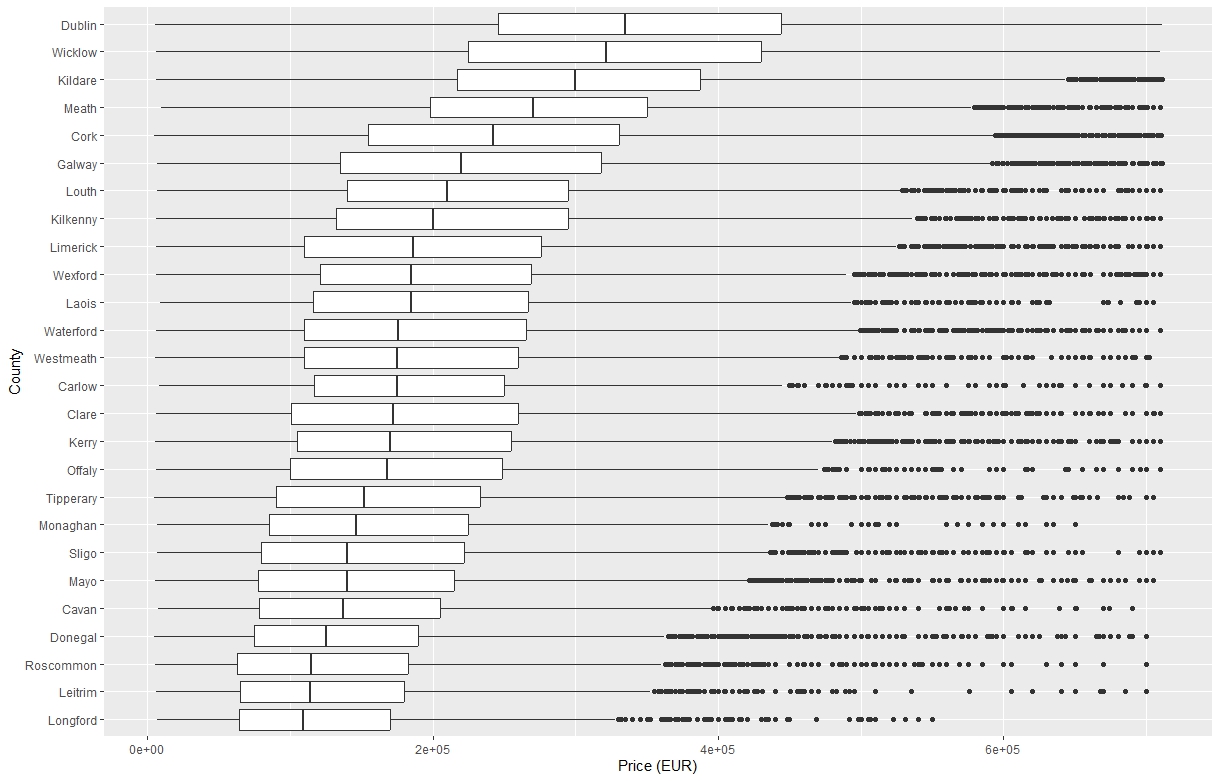 Dublin
Wicklow
Kildare
Meath
Cork
Galway
Louth
Kilkenny
Limerick
Wexford
Laois
Waterford
Westmeath
Carlow
Clare
Kerry
Offaly
Tipperary
Monaghan
Sligo
Mayo
Cavan
Donegal
Roscommon
Leitrim
Longford
County
0e+00 2e+05 4e+05 6e+05
Price (EUR)